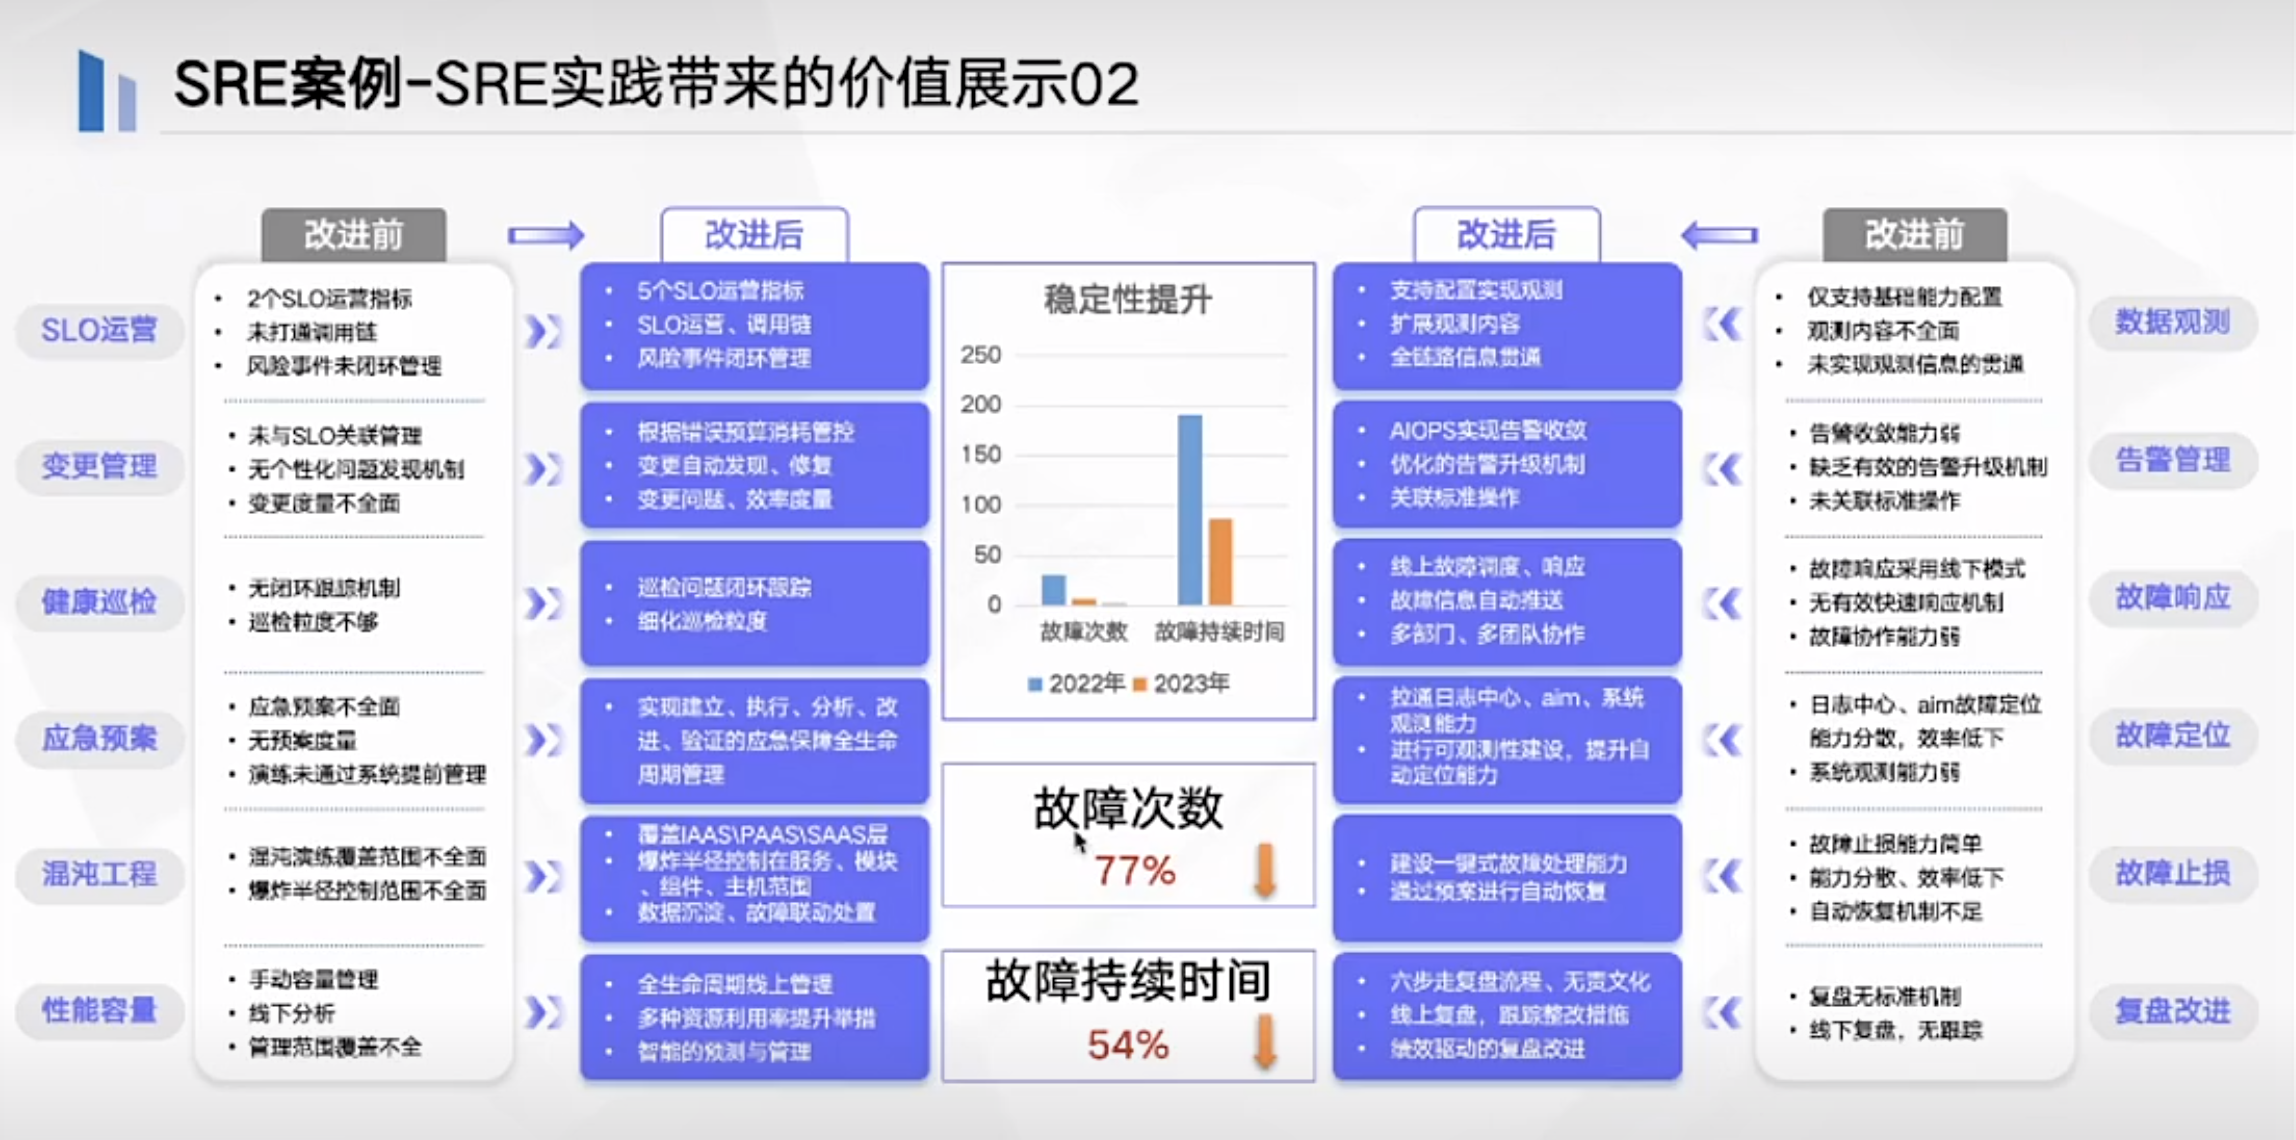 SRE案例-SRE实践带来的价值展示02
改进前
改进后
SLO运营
• 2个SLO运营指标
• 未打通调用链
• 风险事件未闭环管理
• 5个SLO运营指标
• SLO运营、调用链
• 风险事件闭环管理
变更管理
• 未与SLO关联管理
• 无个性化问题发现机制
• 变更度量不全面
• 根据错误预算消耗管控
• 变更自动发现、修复
• 变更问题、效率度量
健康巡检
• 无闭环跟踪机制
• 巡检粒度不够
• 巡检问题闭环跟踪
• 细化巡检粒度
应急预案
• 应急预案不全面
• 无预案度量
• 演练未通过系统提前管理
• 实现建立、执行、分析、改
进、验证的应急保障全生命
周期管理
混沌工程
• 混沌演练覆盖范围不全面
• 爆炸半径控制范围不全面
• 覆盖IAAS\PAAS\SAAS层
• 爆炸半径控制在服务、模块
、组件、主机范围
• 数据沉淀、故障联动处置
性能容量
• 手动容量管理
• 线下分析
• 管理范围覆盖不全
• 全生命周期线上管理
• 多种资源利用率提升举措
• 智能的预测与管理
稳定性提升
250
200
150
100
50
0
故障次数
故障持续时间
2022年
2023年
故障次数
77%
故障持续时间
54%
改进后
改进前
• 支持配置实现观测
• 扩展观测内容
• 全链路信息贯通
• 仅支持基础能力配置
• 观测内容不全面
• 未实现观测信息的贯通
数据观测
• AIOPS实现告警收敛
• 优化的告警升级机制
• 关联标准操作
• 告警收敛能力弱
• 缺乏有效的告警升级机制
• 未关联标准操作
告警管理
• 线上故障调度、响应
• 故障信息自动推送
• 多部门、多团队协作
• 故障响应采用线下模式
• 无有效快速响应机制
• 故障协作能力弱
故障响应
• 拉通日志中心、aim、系统
观测能力
• 进行可观测性建设，提升自
动定位能力
• 日志中心、aim故障定位
能力分散，效率低下
• 系统观测能力弱
故障定位
• 建设一键式故障处理能力
• 通过预案进行自动恢复
• 故障止损能力简单
• 能力分散、效率低下
• 自动恢复机制不足
故障止损
• 六步走复盘流程、无责文化
• 线上复盘，跟踪整改措施
• 绩效驱动的复盘改进
• 复盘无标准机制
• 线下复盘，无跟踪
复盘改进